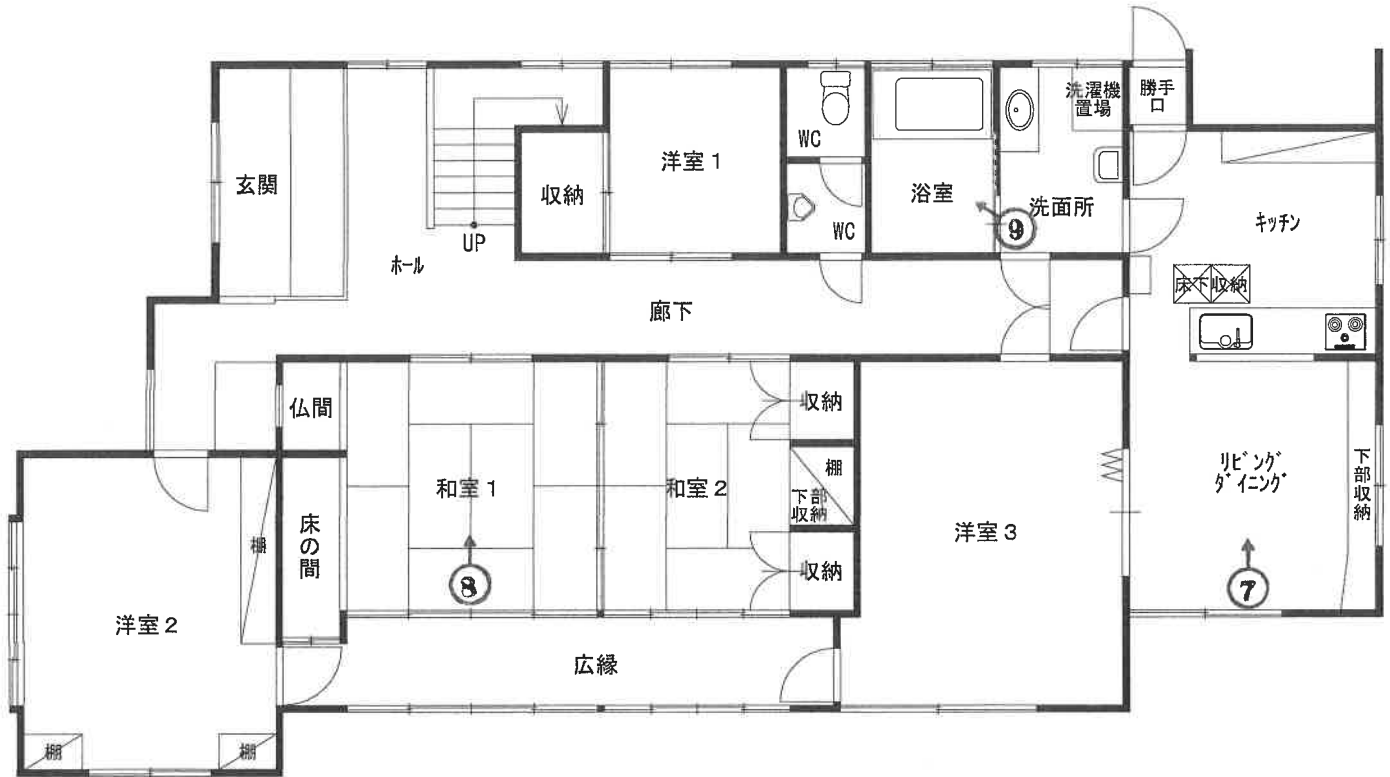 洗濯機
置場
勝手
口
WC
洋室1
玄関
収納
浴室
洗面所
⑨
キッチン
UP
WC
ホール
床下収納
廊下
仏間
収納
リビング
ダイニング
下部収納
和室1
和室2
棚
下部
収納
床の間
棚
洋室3
収納
⑧
⑦
洋室2
広縁
棚
棚